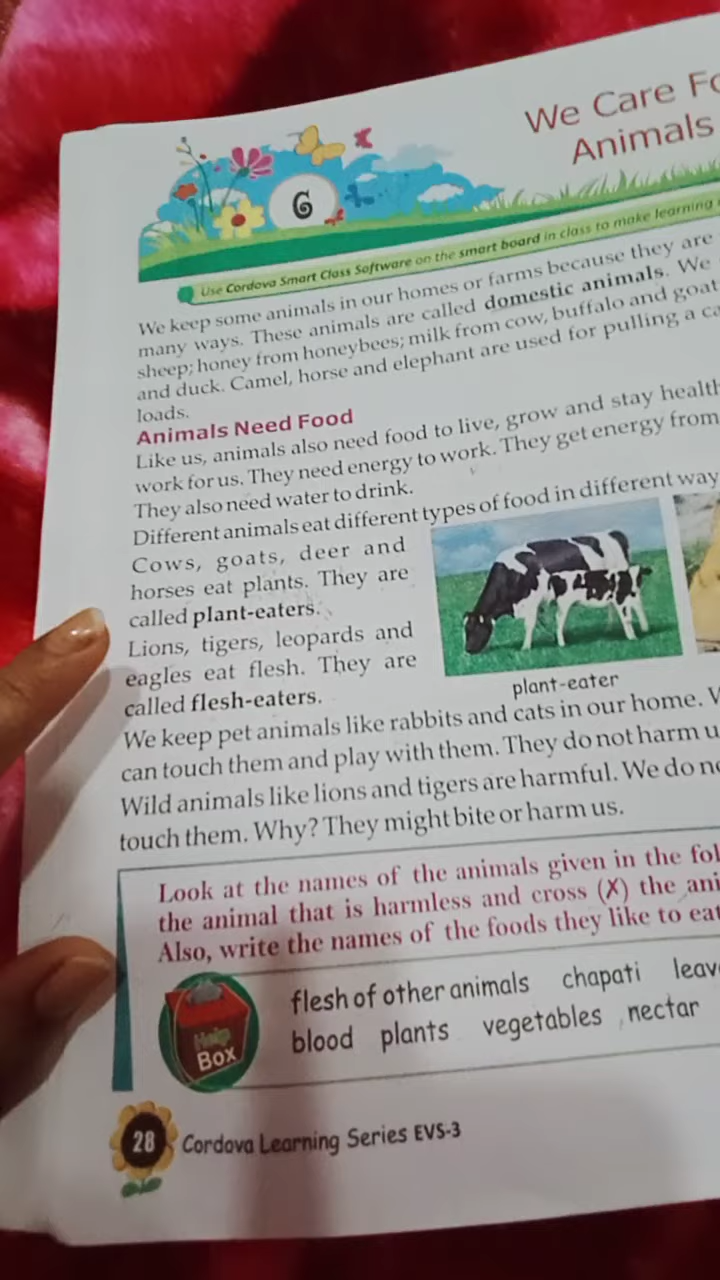 We Care
Animals
6
Use Cordova Smart Class Software on the smart board in class to make learning
We keep some animals in our homes or farms because they are
many ways. These animals are called domestic animals. We
sheep; honey from honeybees; milk from cow, buffalo and goat
and duck. Camel, horse and elephant are used for pulling a
loads.
Animals Need Food
Like us, animals also need food to live, grow and stay
work for us. They need energy to work. They get energy from
They also need water to drink.
Different animals eat different types of food in different
Cows, goats, deer and
horses eat plants. They are
called plant-eaters.
Lions, tigers, leopards and
eagles eat flesh. They are
called flesh-eaters.
plant-eater
We keep pet animals like rabbits and cats in our home.
can touch them and play with them. They do not harm
Wild animals like lions and tigers are harmful. We do
touch them. Why? They might bite or harm us.
Look at the names of the animals given in the
the animal that is harmless and cross (✗) the
Also, write the names of the foods they like to eat
Help
Box
flesh of other animals chapati
blood plants vegetables nectar
28 Cordova Learning Series EVS-3